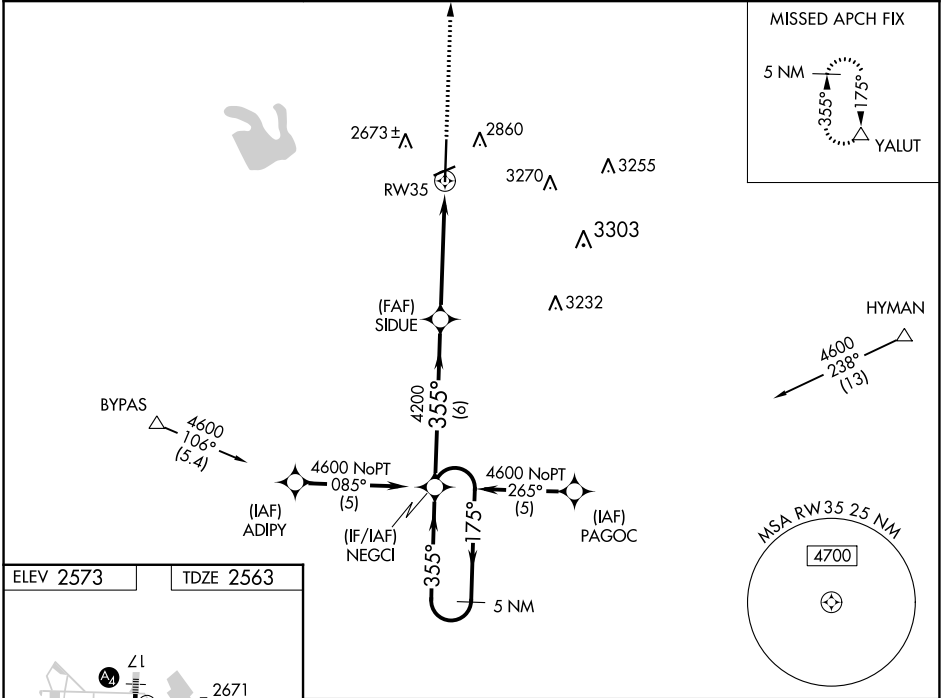 MISSED APCH FIX
5 NM
355°
175°
YALUT
2673 ±
2860
RW35
3270
3255
3303
3232
(FAF)
SIDUE
HYMAN
4600
238°
(13)
4200
355°
(6)
BYPAS
4600
106°
(5.4)
4600 NoPT
085°
(5)
4600 NoPT
265°
(5)
(IAF)
ADIPY
(IF/IAF)
NEGCI
(IAF)
PAGOC
355°
175°
5 NM
MSA RW35 25 NM
4700
ELEV 2573
TDZE 2563
17
A4
2671